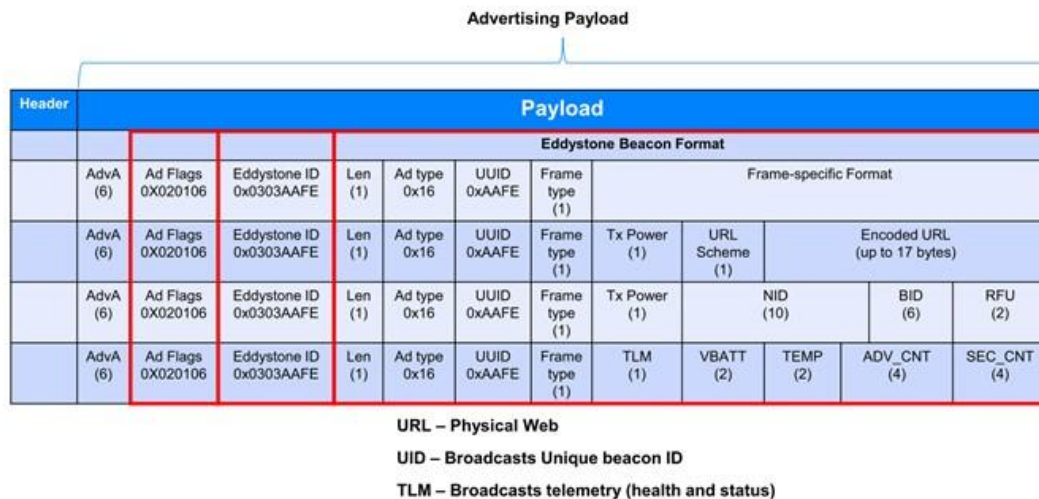 Advertising Payload
Header Payload
Eddystone Beacon Format
AdvA Ad Flags Eddystone ID Len Ad type UUID Frame Frame-specific Format
(6) 0X020106 0x0303AAFE (1) 0x16 0xAAFE type
(1)
AdvA Ad Flags Eddystone ID Len Ad type UUID Frame Tx Power URL Encoded URL
(6) 0X020106 0x0303AAFE (1) 0x16 0xAAFE type (1) Scheme (up to 17 bytes)
(1) (1)
AdvA Ad Flags Eddystone ID Len Ad type UUID Frame Tx Power NID BID RFU
(6) 0X020106 0x0303AAFE (1) 0x16 0xAAFE type (1) (10) (6) (2)
(1)
AdvA Ad Flags Eddystone ID Len Ad type UUID Frame TLM VBATT TEMP ADV_CNT SEC_CNT
(6) 0X020106 0x0303AAFE (1) 0x16 0xAAFE type (1) (2) (2) (4) (4)
(1)
URL – Physical Web
UID – Broadcasts Unique beacon ID
TLM – Broadcasts telemetry (health and status)